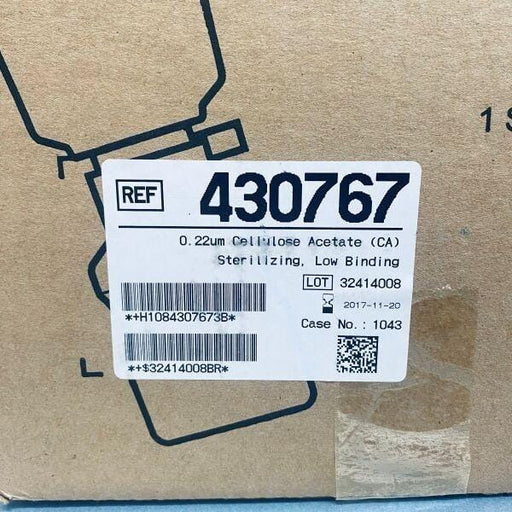 1 S
REF 430767
0.22um Cellulose Acetate (CA)
Sterilizing, Low Binding
LOT 32414008
2017-11-20
*+H1084307673B*
Case No.: 1043
*+$32414008BR*